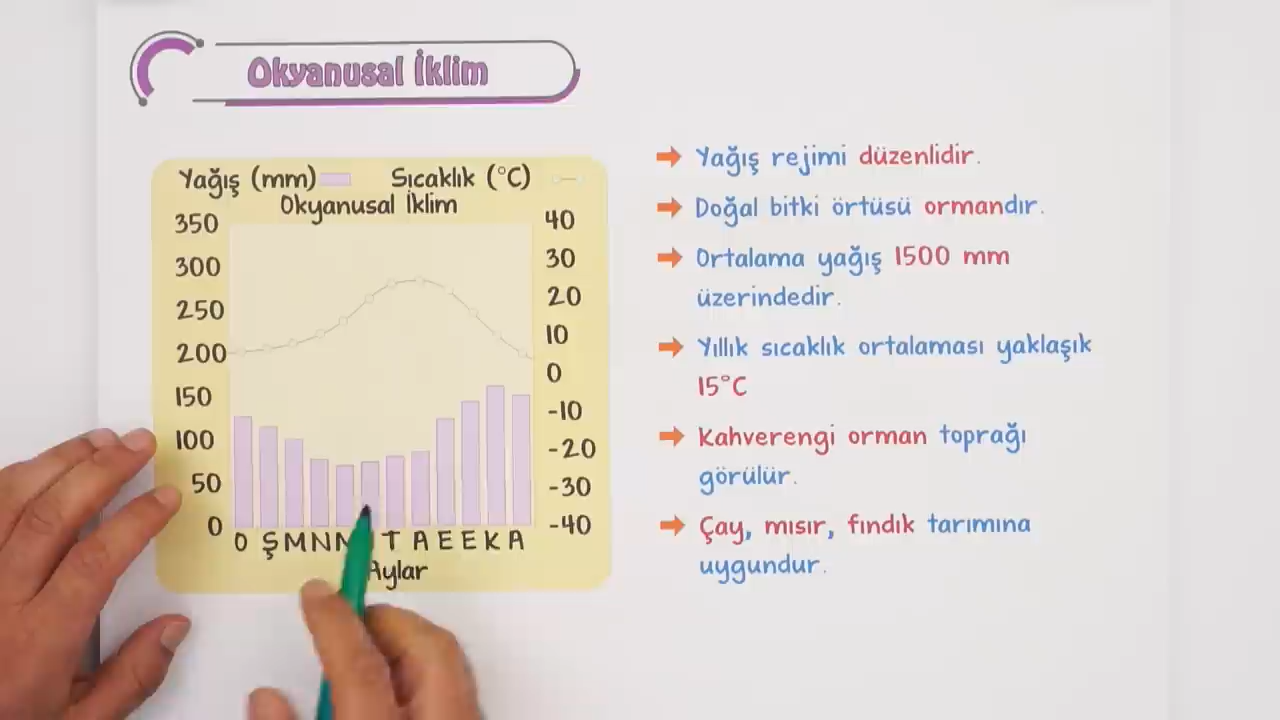 Okyanusal İklim
Yağış (mm) Sıcaklık (°C)
Okyanusal İklim
350 40
300 30
250 20
200 10
150 0
100 -10
50 -20
0 -30
-40
O Ş M N M T A E E K A
Aylar
Yağış rejimi düzenlidir.
Doğal bitki örtüsü ormandır.
Ortalama yağış 1500 mm
üzerindedir.
Yıllık sıcaklık ortalaması yaklaşık
15°C
Kahverengi orman toprağı
görülür.
Çay, mısır, fındık tarımına
uygundur.